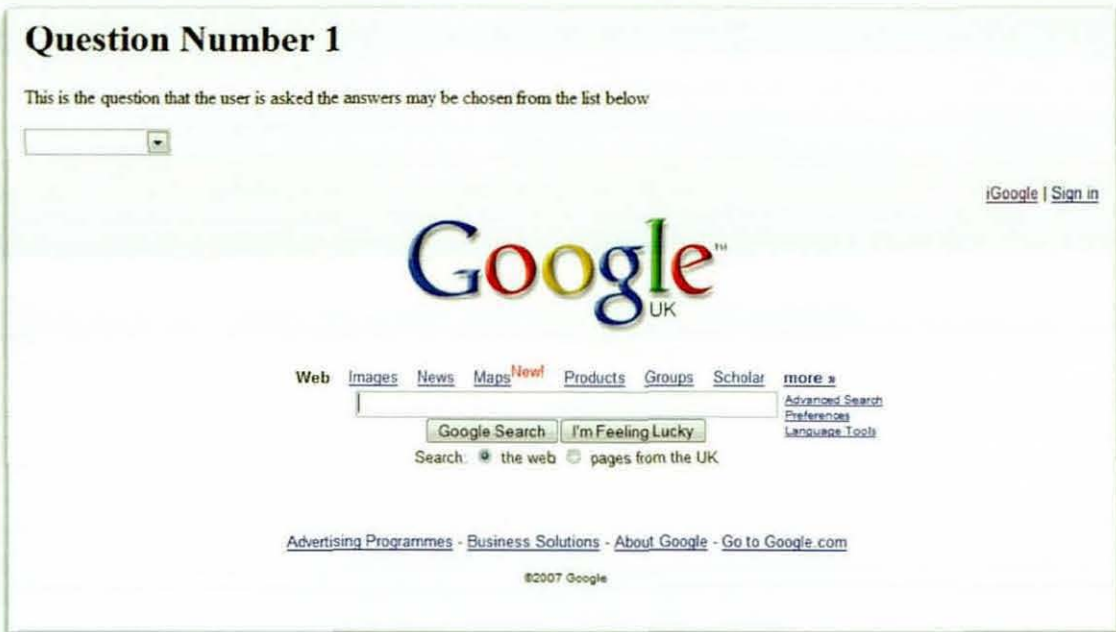 Question Number 1
This is the question that the user is asked the answers may be chosen from the list below
iGoogle | Sign in
Google™
UK
Web Images News Maps New! Products Groups Scholar more »
Advanced Search
Preferences
Language Tools
Google Search I'm Feeling Lucky
Search: the web pages from the UK
Advertising Programmes - Business Solutions - About Google - Go to Google.com
©2007 Google